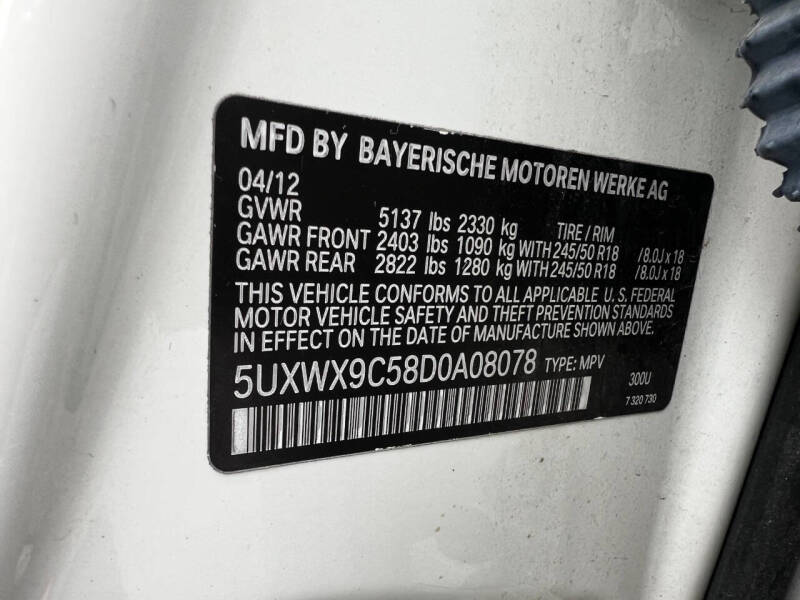 MFD BY BAYERISCHE MOTOREN WERKE AG
04/12
GVWR 5137 lbs 2330 kg TIRE / RIM
GAWR FRONT 2403 lbs 1090 kg WITH 245/50 R18 /8.0J x 18
GAWR REAR 2822 lbs 1280 kg WITH 245/50 R18 /8.0J x 18
THIS VEHICLE CONFORMS TO ALL APPLICABLE U. S. FEDERAL
MOTOR VEHICLE SAFETY AND THEFT PREVENTION STANDARDS
IN EFFECT ON THE DATE OF MANUFACTURE SHOWN ABOVE.
5UXWX9C58D0A08078 TYPE: MPV 300U
7 320 730